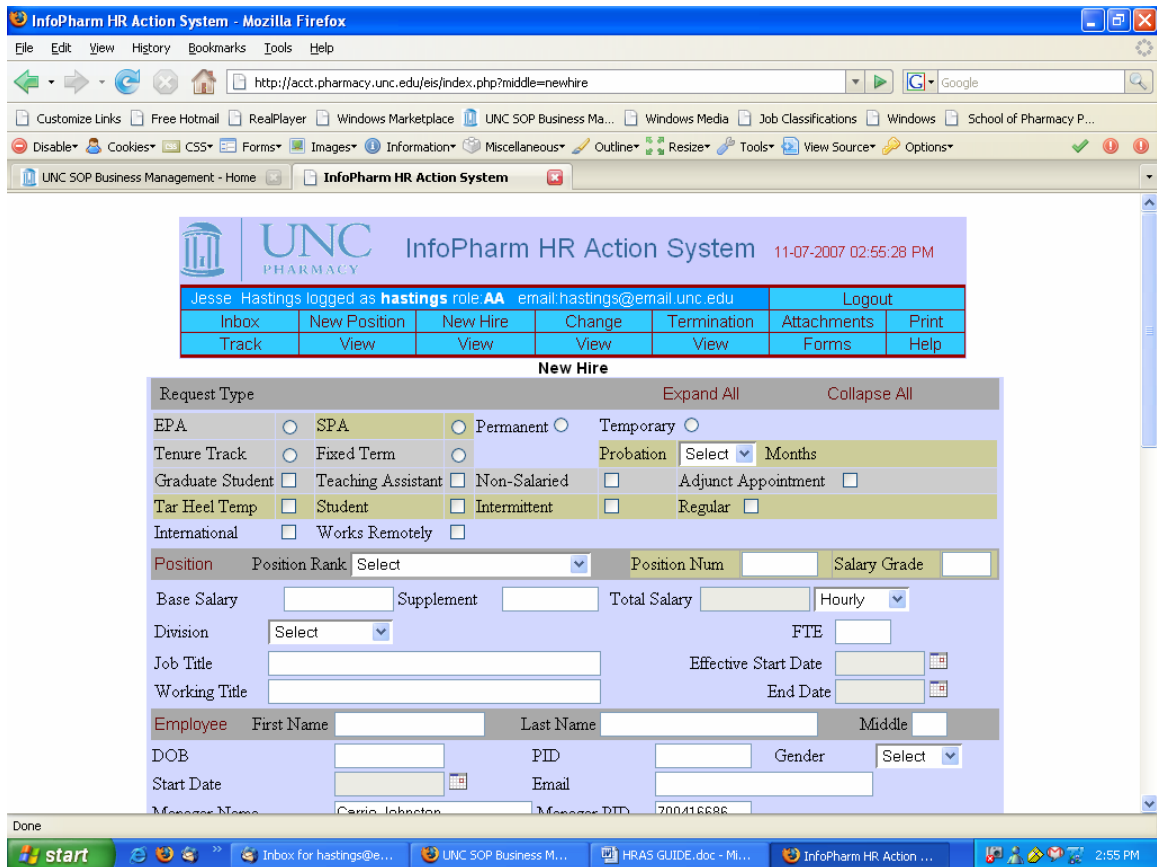 InfoPharm HR Action System - Mozilla Firefox
File Edit View History Bookmarks Tools Help
http://acct.pharmacy.unc.edu/eis/index.php?middle=newhire G Google
Customize Links Free Hotmail RealPlayer Windows Marketplace UNC SOP Business Ma... Windows Media Job Classifications Windows School of Pharmacy P...
Disable Cookies CSS Forms Images Information Miscellaneous Outline Resize Tools View Source Options
UNC SOP Business Management - Home InfoPharm HR Action System
UNC PHARMACY InfoPharm HR Action System 11-07-2007 02:55:28 PM
Jesse Hastings logged as hastings role:AA email:hastings@email.unc.edu Logout
Inbox New Position New Hire Change Termination Attachments Print
Track View View View View Forms Help
New Hire
Request Type Expand All Collapse All
EPA SPA Permanent Temporary
Tenure Track Fixed Term Probation Select Months
Graduate Student Teaching Assistant Non-Salaried Adjunct Appointment
Tar Heel Temp Student Intermittent Regular
International Works Remotely
Position Position Rank Select Position Num Salary Grade
Base Salary Supplement Total Salary Hourly
Division Select FTE
Job Title Effective Start Date
Working Title End Date
Employee First Name Last Name Middle
DOB PID Gender Select
Start Date Email
Manager Name Carrie Johnston Manager PID 700416686
Done
start Inbox for hastings@e... UNC SOP Business M... HRAS GUIDE.doc - Mi... InfoPharm HR Action ... 2:55 PM